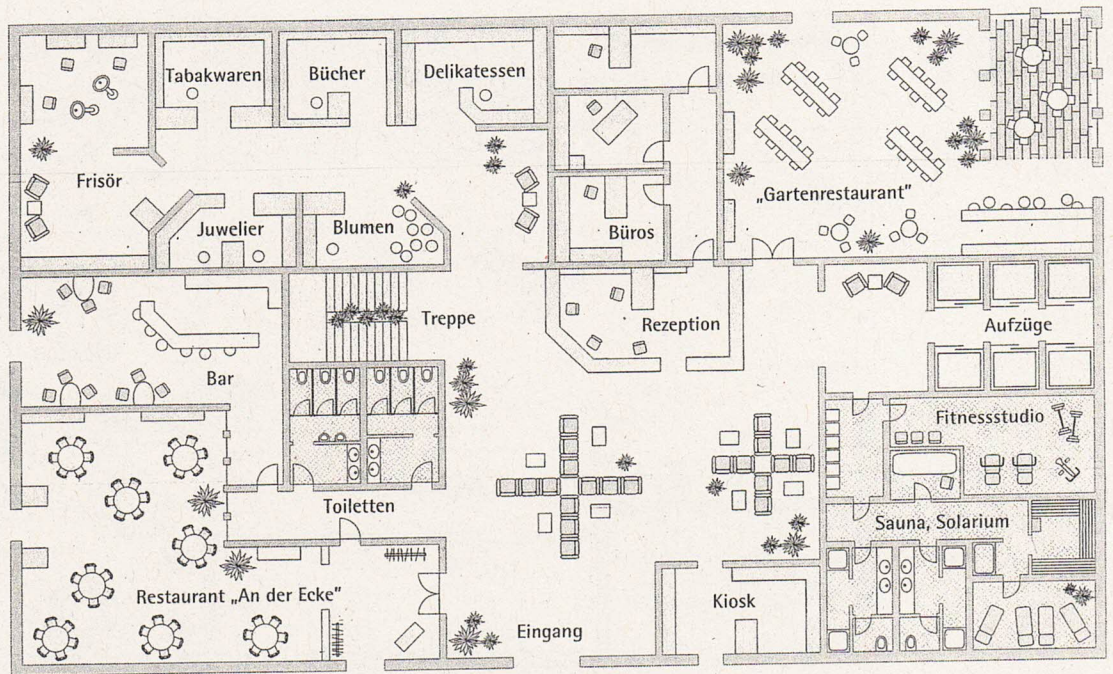 Tabakwaren
Bücher
Delikatessen
Frisör
Juwelier
Blumen
Büros
„Gartenrestaurant"
Treppe
Rezeption
Aufzüge
Bar
Fitnessstudio
Toiletten
Sauna, Solarium
Restaurant „An der Ecke"
Kiosk
Eingang